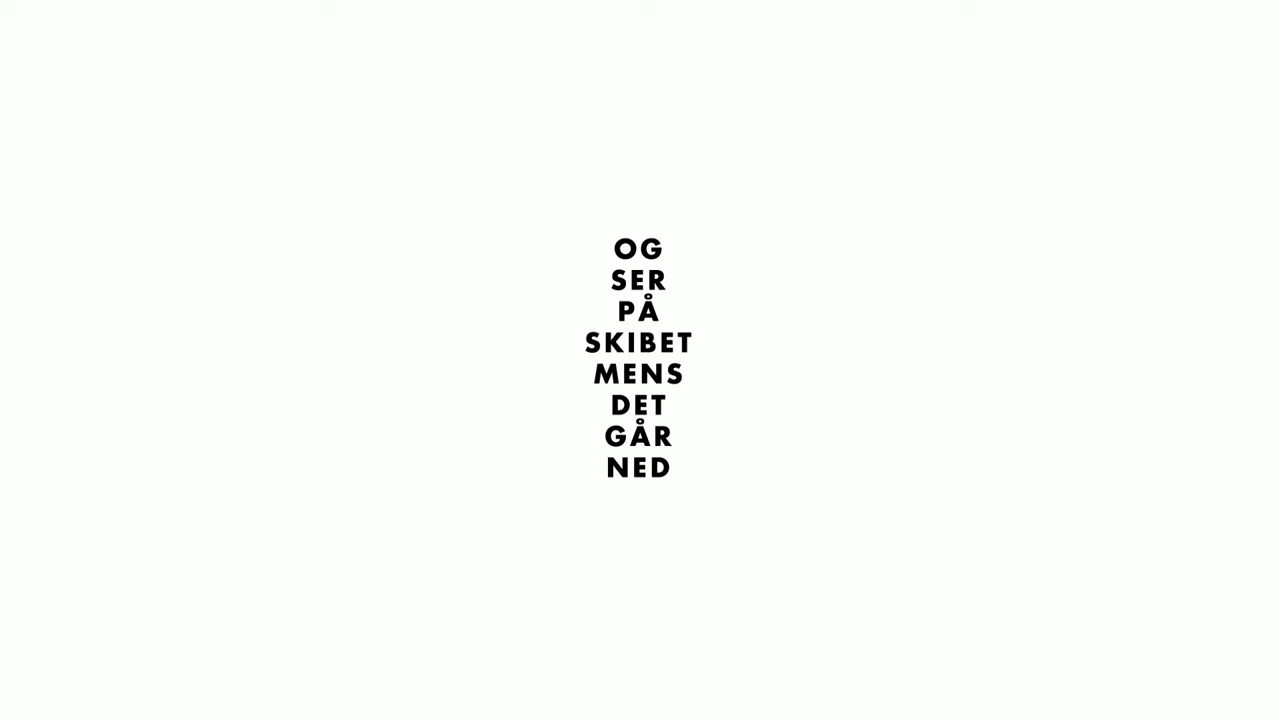 OG
SER
PÅ
SKIBET
MENS
DET
GÅR
NED